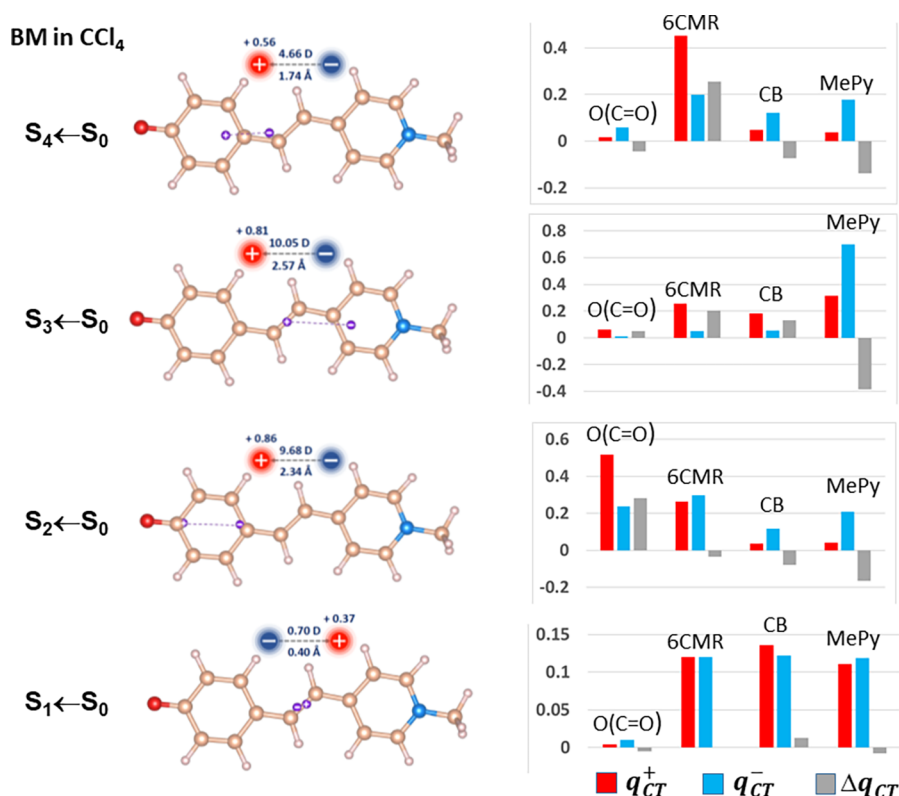 BM in CCl4
S4←S0
+ 0.56
+ 4.66 D −
1.74 Å
0.4
0.2
0
-0.2
O(C=O)
6CMR
CB
MePy
S3←S0
+ 0.81
+ 10.05 D −
2.57 Å
0.8
0.6
0.4
0.2
0
-0.2
-0.4
O(C=O)
6CMR
CB
MePy
S2←S0
+ 0.86
+ 9.68 D −
2.34 Å
0.6
0.4
0.2
0
-0.2
O(C=O)
6CMR
CB
MePy
S1←S0
+ 0.37
− 0.70 D +
0.40 Å
0.15
0.1
0.05
0
O(C=O)
6CMR
CB
MePy
q+CT q−CT ΔqCT